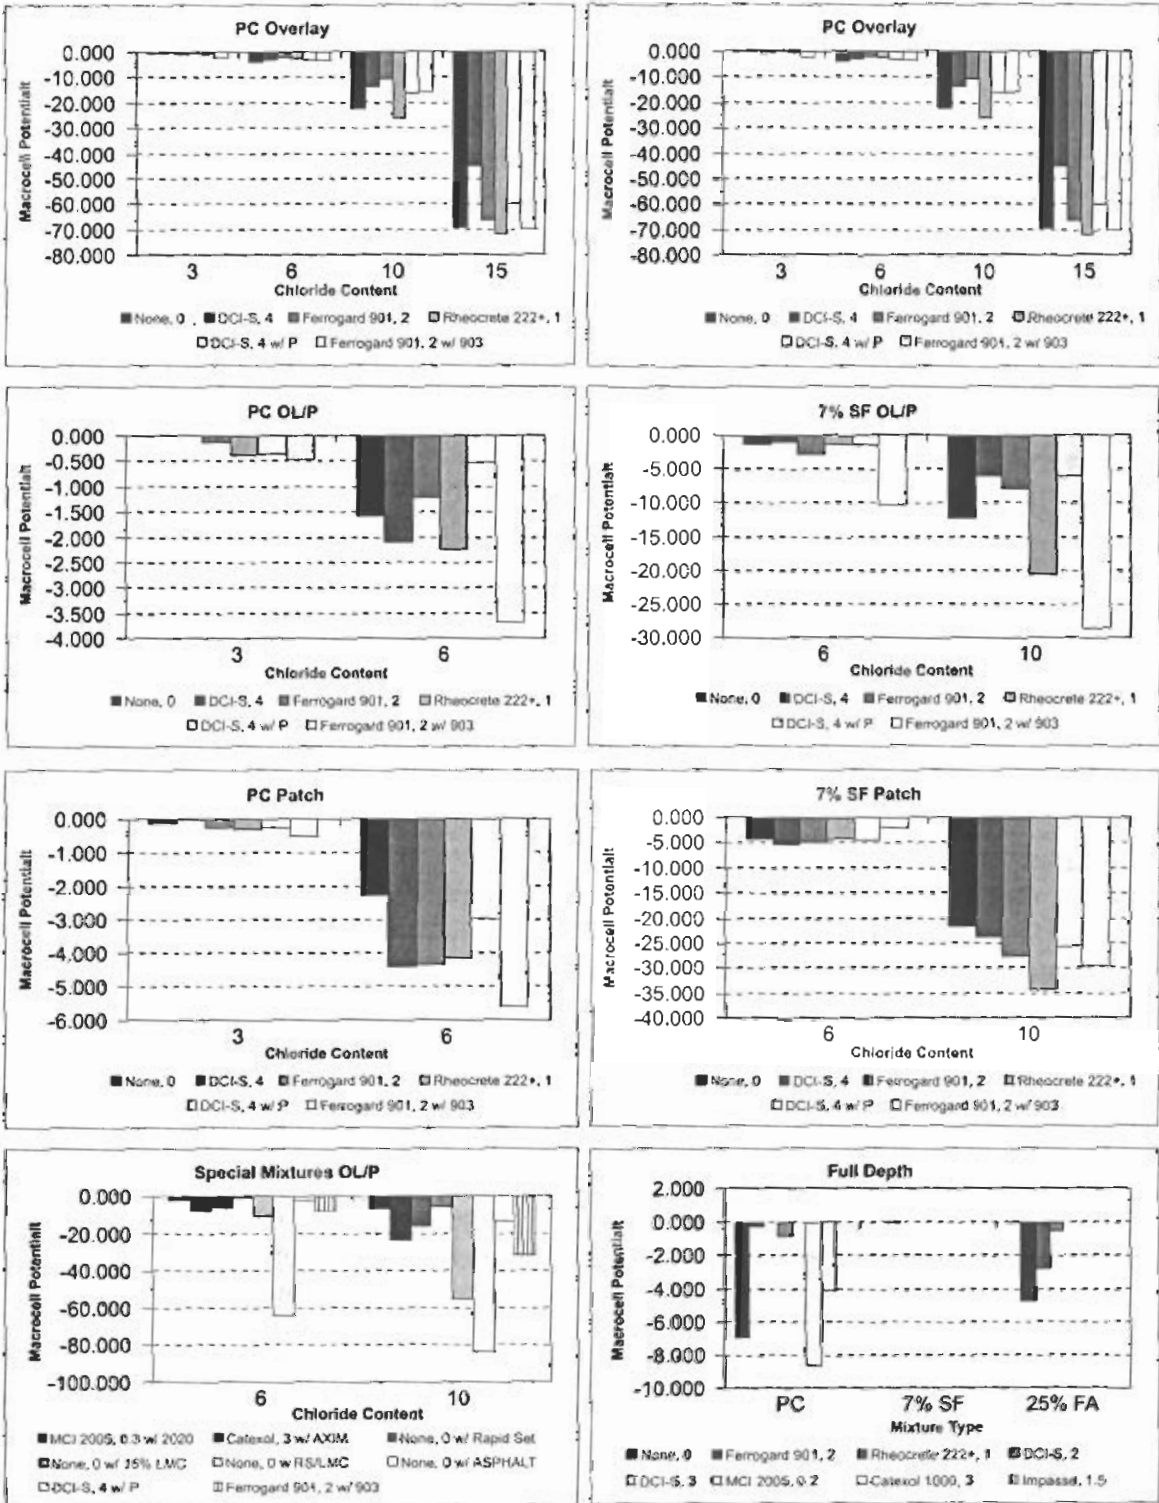 PC Overlay
Macrocell Potentialt
0.000
-10.000
-20.000
-30.000
-40.000
-50.000
-60.000
-70.000
-80.000
3 6 10 15
Chloride Content
None, 0 DCI-S, 4 Ferrogard 901, 2 Rheocrete 222+, 1
DCI-S, 4 w/ P Ferrogard 901, 2 w/ 903
PC Overlay
Macrocell Potentialt
0.000
-10.000
-20.000
-30.000
-40.000
-50.000
-60.000
-70.000
-80.000
3 6 10 15
Chloride Content
None, 0 DCI-S, 4 Ferrogard 901, 2 Rheocrete 222+, 1
DCI-S, 4 w/ P Ferrogard 901, 2 w/ 903
PC OL/P
Macrocell Potentialt
0.000
-0.500
-1.000
-1.500
-2.000
-2.500
-3.000
-3.500
-4.000
3 6
Chloride Content
None, 0 DCI-S, 4 Ferrogard 901, 2 Rheocrete 222+, 1
DCI-S, 4 w/ P Ferrogard 901, 2 w/ 903
7% SF OL/P
Macrocell Potentialt
0.000
-5.000
-10.000
-15.000
-20.000
-25.000
-30.000
6 10
Chloride Content
None, 0 DCI-S, 4 Ferrogard 901, 2 Rheocrete 222+, 1
DCI-S, 4 w/ P Ferrogard 901, 2 w/ 903
PC Patch
Macrocell Potentialt
0.000
-1.000
-2.000
-3.000
-4.000
-5.000
-6.000
3 6
Chloride Content
None, 0 DCI-S, 4 Ferrogard 901, 2 Rheocrete 222+, 1
DCI-S, 4 w/ P Ferrogard 901, 2 w/ 903
7% SF Patch
Macrocell Potentialt
0.000
-5.000
-10.000
-15.000
-20.000
-25.000
-30.000
-35.000
-40.000
6 10
Chloride Content
None, 0 DCI-S, 4 Ferrogard 901, 2 Rheocrete 222+, 1
DCI-S, 4 w/ P Ferrogard 901, 2 w/ 903
Special Mixtures OL/P
Macrocell Potentialt
0.000
-20.000
-40.000
-60.000
-80.000
-100.000
6 10
Chloride Content
MCI 2005, 0.3 w/ 2020 Catexol, 3 w/ AXIM None, 0 w/ Rapid Set
None, 0 w/ 15% LMC None, 0 w RS/LMC None, 0 w/ ASPHALT
DCI-S, 4 w/ P Ferrogard 901, 2 w/ 903
Full Depth
Macrocell Potentialt
2.000
0.000
-2.000
-4.000
-6.000
-8.000
-10.000
PC 7% SF 25% FA
Mixture Type
None, 0 Ferrogard 901, 2 Rheocrete 222+, 1 DCI-S, 2
DCI-S, 3 MCI 2005, 0.2 Catexol 1000, 3 Impasse, 1.5